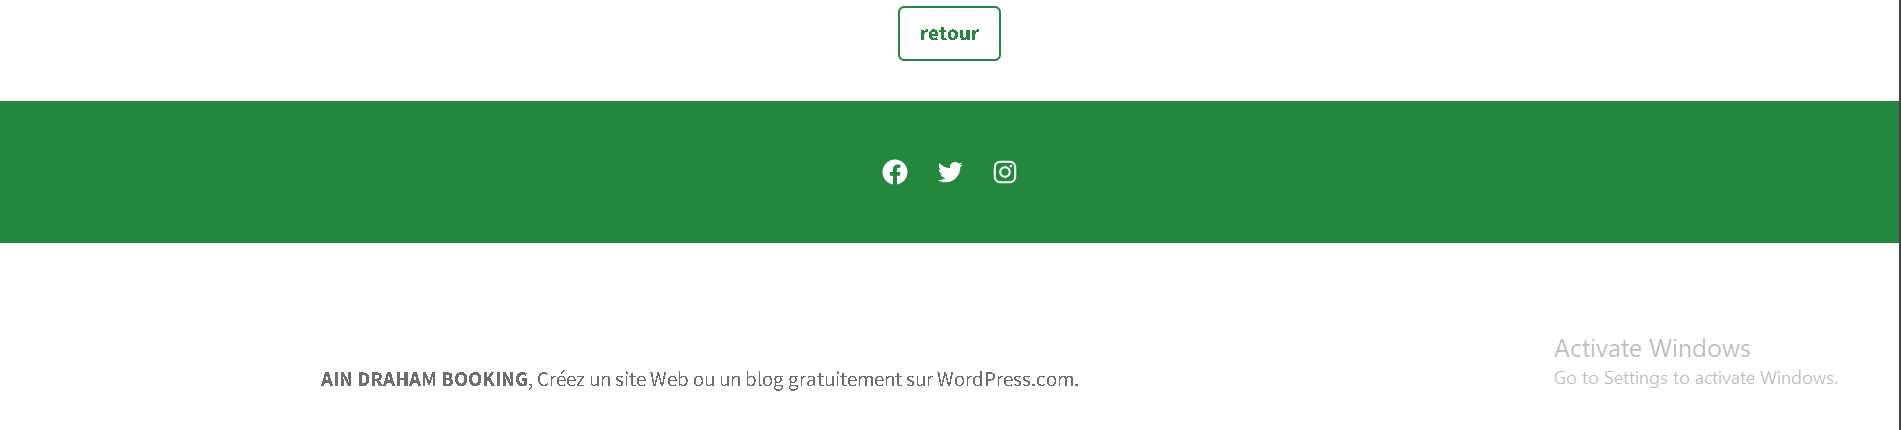 retour
AIN DRAHAM BOOKING, Créez un site Web ou un blog gratuitement sur WordPress.com.
Activate Windows
Go to Settings to activate Windows.